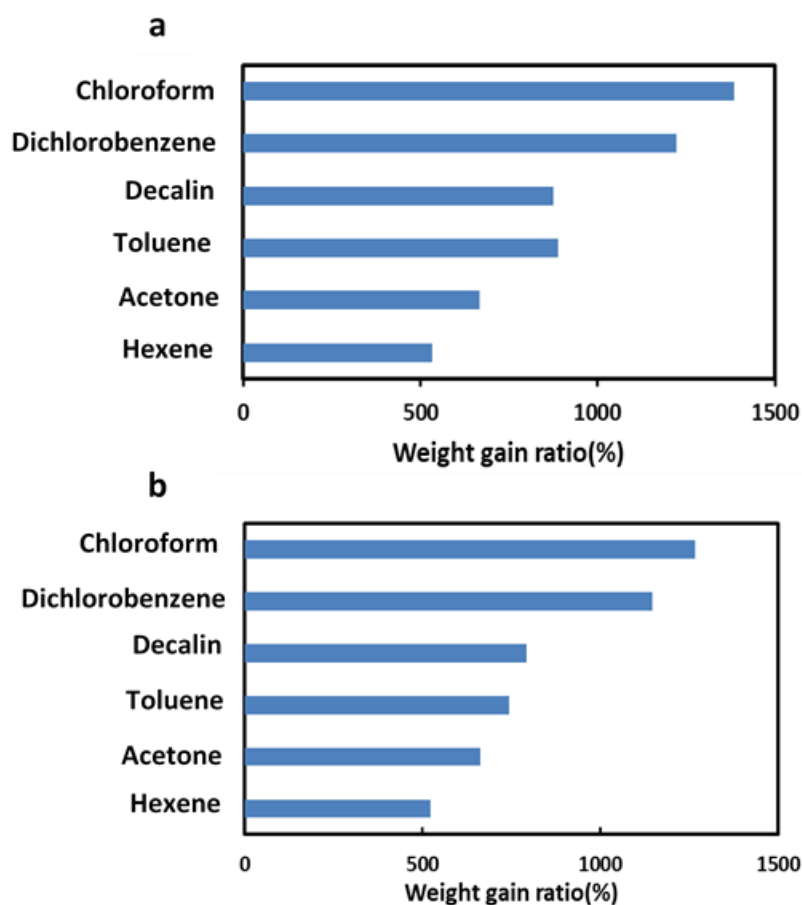 a
Chloroform
Dichlorobenzene
Decalin
Toluene
Acetone
Hexene
0 500 1000 1500
Weight gain ratio(%)
b
Chloroform
Dichlorobenzene
Decalin
Toluene
Acetone
Hexene
0 500 1000 1500
Weight gain ratio(%)